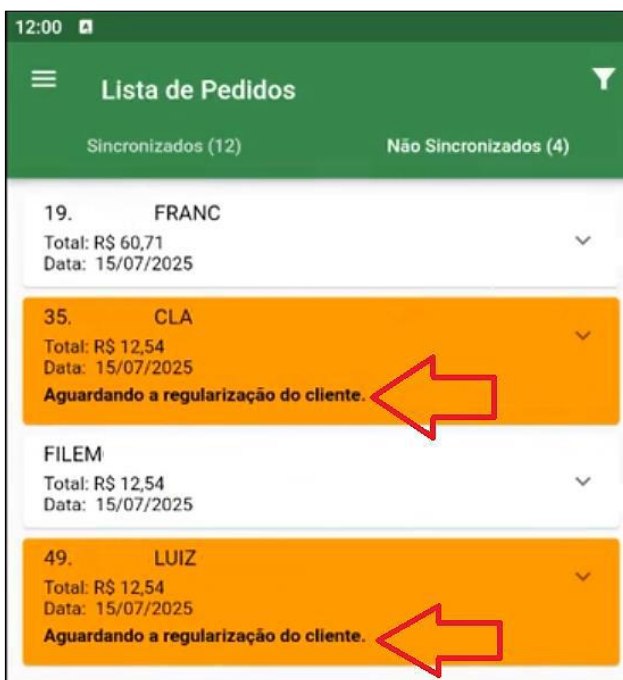 12:00
Lista de Pedidos
Sincronizados (12)
Não Sincronizados (4)
19. FRANC
Total: R$ 60,71
Data: 15/07/2025
35. CLA
Total: R$ 12,54
Data: 15/07/2025
Aguardando a regularização do cliente.
FILEM
Total: R$ 12,54
Data: 15/07/2025
49. LUIZ
Total: R$ 12,54
Data: 15/07/2025
Aguardando a regularização do cliente.